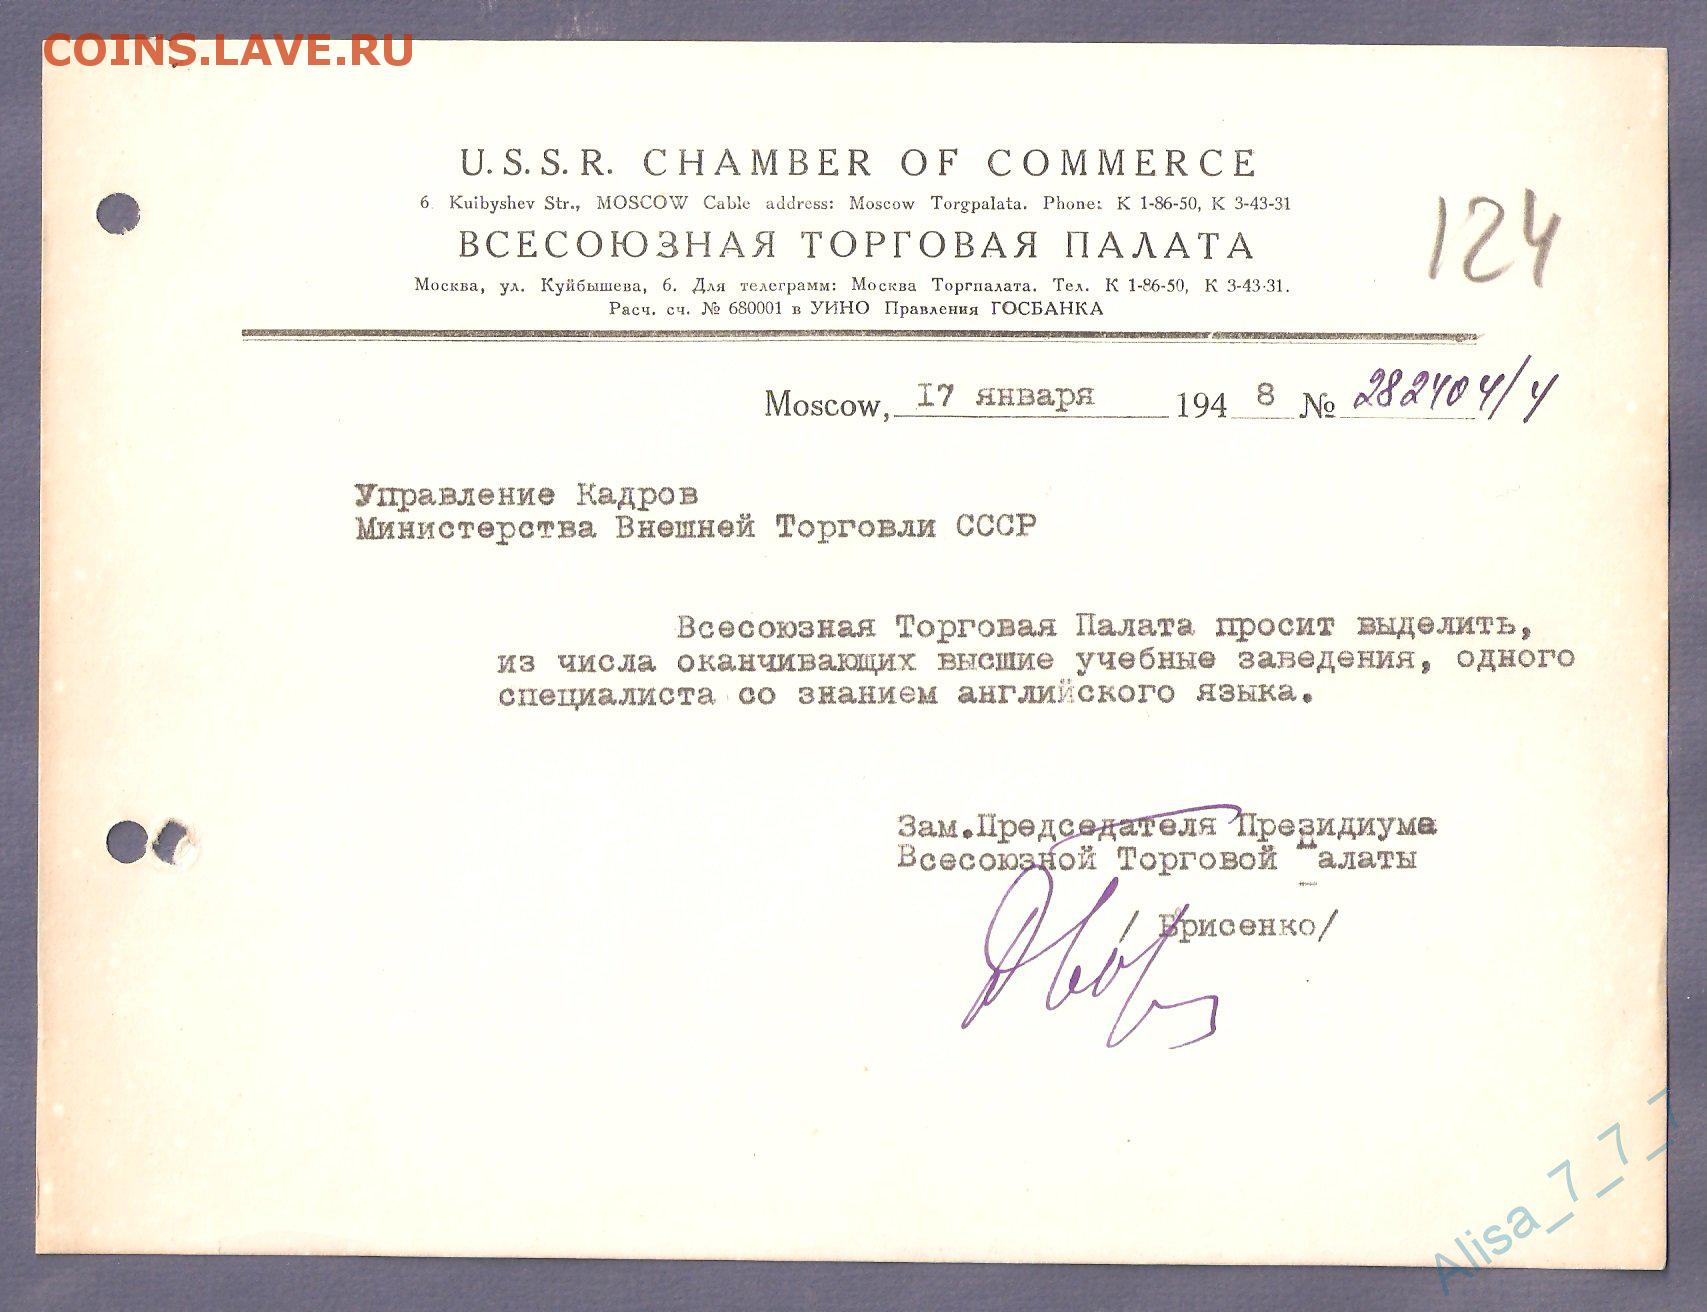 COINS.LAVE.RU
U.S.S.R. CHAMBER OF COMMERCE
6 Kuibyshev Str., MOSCOW Cable address: Moscow Torgpalata. Phone: K 1-86-50, K 3-43-31
124
ВСЕСОЮЗНАЯ ТОРГОВАЯ ПАЛАТА
Москва, ул. Куйбышева, 6. Для телеграмм: Москва Торгпалата. Тел. К 1-86-50, К 3-43-31.
Расч. сч. № 680001 в УИНО Правления ГОСБАНКА
Moscow, 17 января 1948 № 282404/4
Управление Кадров
Министерства Внешней Торговли СССР
Всесоюзная Торговая Палата просит выделить,
из числа оканчивающих высшие учебные заведения, одного
специалиста со знанием английского языка.
Зам.Председателя Президиума
Всесоюзной Торговой Палаты
/ Брисенко/
Alisa_7_7_7